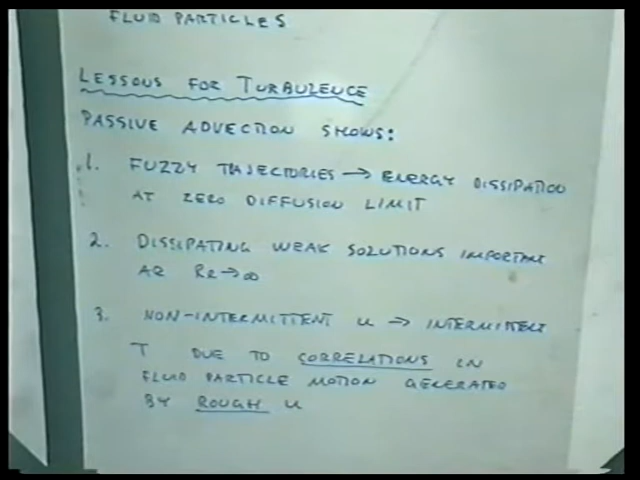 FLUID PARTICLES
LESSONS FOR TURBULENCE
PASSIVE ADVECTION SHOWS:
1. FUZZY TRAJECTORIES → ENERGY DISSIPATION
AT ZERO DIFFUSION LIMIT
2. DISSIPATING WEAK SOLUTIONS IMPORTANT
AR Re→∞
3. NON-INTERMITTENT u → INTERMITTENT
T DUE TO CORRELATIONS IN
FLUID PARTICLE MOTION GENERATED
BY ROUGH u